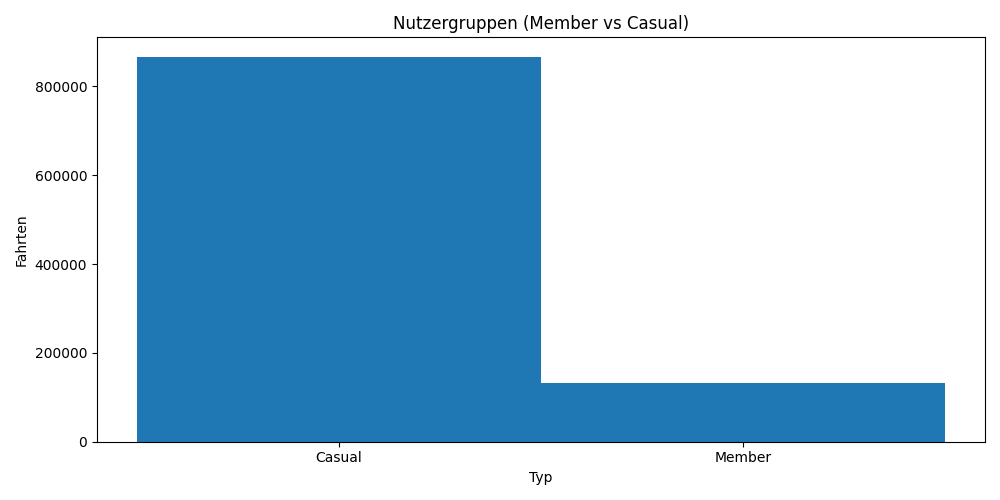 Nutzergruppen (Member vs Casual)
800000
600000
400000
200000
0
Fahrten
Casual
Member
Typ